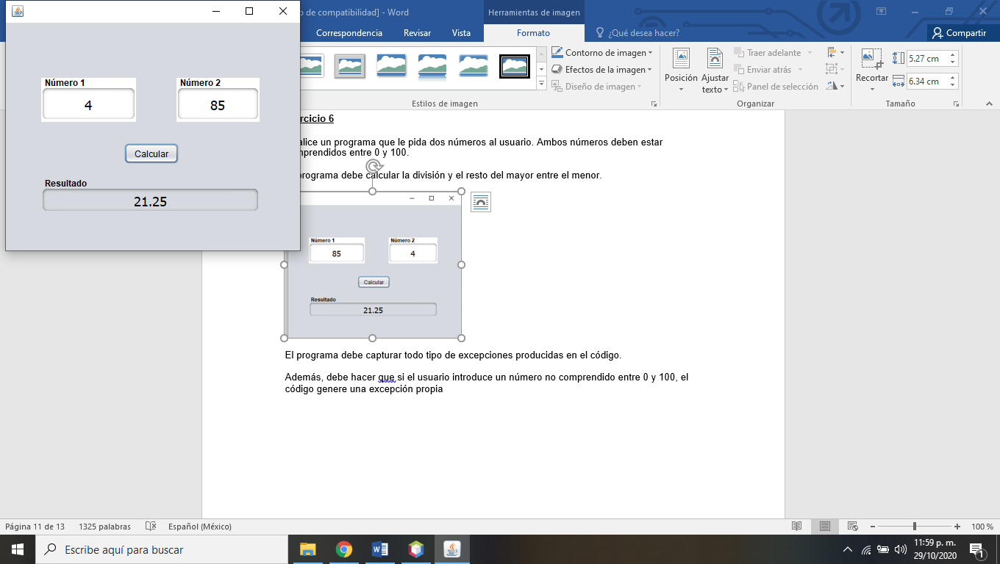 o de compatibilidad] - Word
Herramientas de imagen
Correspondencia
Revisar
Vista
Formato
¿Qué desea hacer?
Compartir
Contorno de imagen
Efectos de la imagen
Diseño de imagen
Posición
Ajustar
texto
Traer adelante
Enviar atrás
Panel de selección
Recortar
5.27 cm
6.34 cm
Estilos de imagen
Organizar
Tamaño
Número 1
Número 2
4
85
Calcular
Resultado
21.25
rcicio 6
alice un programa que le pida dos números al usuario. Ambos números deben estar
mprendidos entre 0 y 100.
programa debe calcular la división y el resto del mayor entre el menor.
Número 1
Número 2
85
4
Calcular
Resultado
21.25
El programa debe capturar todo tipo de excepciones producidas en el código.
Además, debe hacer que si el usuario introduce un número no comprendido entre 0 y 100, el
código genere una excepción propia
Página 11 de 13
1325 palabras
Español (México)
100 %
Escribe aquí para buscar
11:59 p. m.
29/10/2020
1